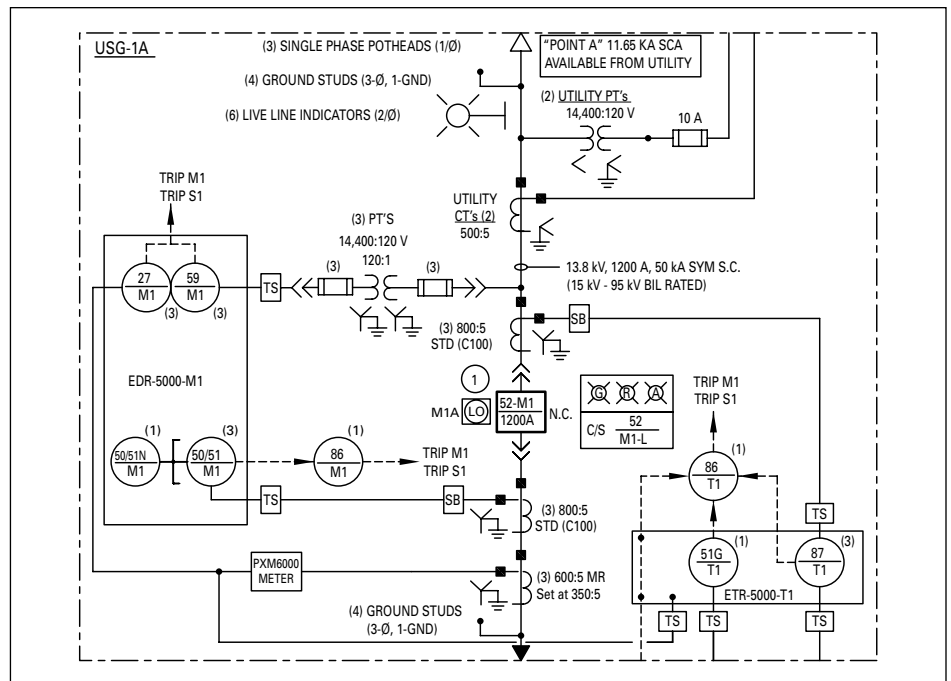 USG-1A
(3) SINGLE PHASE POTHEADS (1/Ø)
"POINT A" 11.65 KA SCA
AVAILABLE FROM UTILITY
(4) GROUND STUDS (3-Ø, 1-GND)
(6) LIVE LINE INDICATORS (2/Ø)
(2) UTILITY PT's
14,400:120 V
10 A
TRIP M1
TRIP S1
UTILITY
CT's (2)
500:5
(3) PT'S
14,400:120 V
120:1
(3)
(3)
27
M1
(3)
59
M1
(3)
TS
13.8 kV, 1200 A, 50 kA SYM S.C.
(15 kV - 95 kV BIL RATED)
(3) 800:5
STD (C100)
SB
EDR-5000-M1
1
M1A
LO
52-M1
1200A
N.C.
G
R
A
C/S
52
M1-L
TRIP M1
TRIP S1
(1)
50/51N
M1
(3)
50/51
M1
(1)
86
M1
TRIP M1
TRIP S1
(1)
86
T1
TS
SB
(3) 800:5
STD (C100)
TS
(1)
51G
T1
(3)
87
T1
ETR-5000-T1
PXM6000
METER
(3) 600:5 MR
Set at 350:5
(4) GROUND STUDS
(3-Ø, 1-GND)
TS
TS
TS